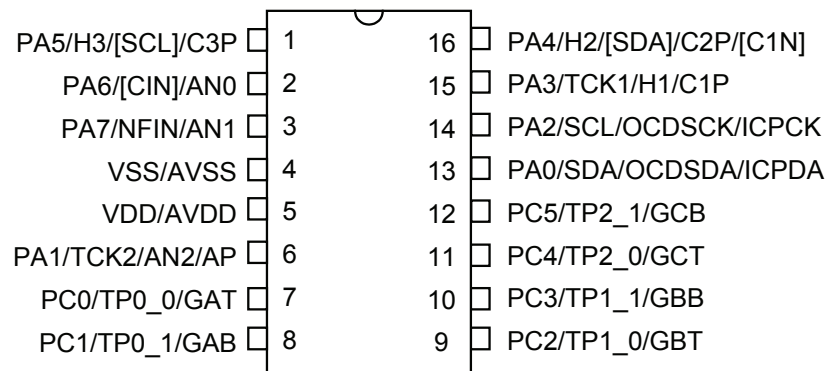 PA5/H3/[SCL]/C3P 1 16 PA4/H2/[SDA]/C2P/[C1N]
PA6/[CIN]/AN0 2 15 PA3/TCK1/H1/C1P
PA7/NFIN/AN1 3 14 PA2/SCL/OCDSCK/ICPCK
VSS/AVSS 4 13 PA0/SDA/OCDSDA/ICPDA
VDD/AVDD 5 12 PC5/TP2_1/GCB
PA1/TCK2/AN2/AP 6 11 PC4/TP2_0/GCT
PC0/TP0_0/GAT 7 10 PC3/TP1_1/GBB
PC1/TP0_1/GAB 8 9 PC2/TP1_0/GBT